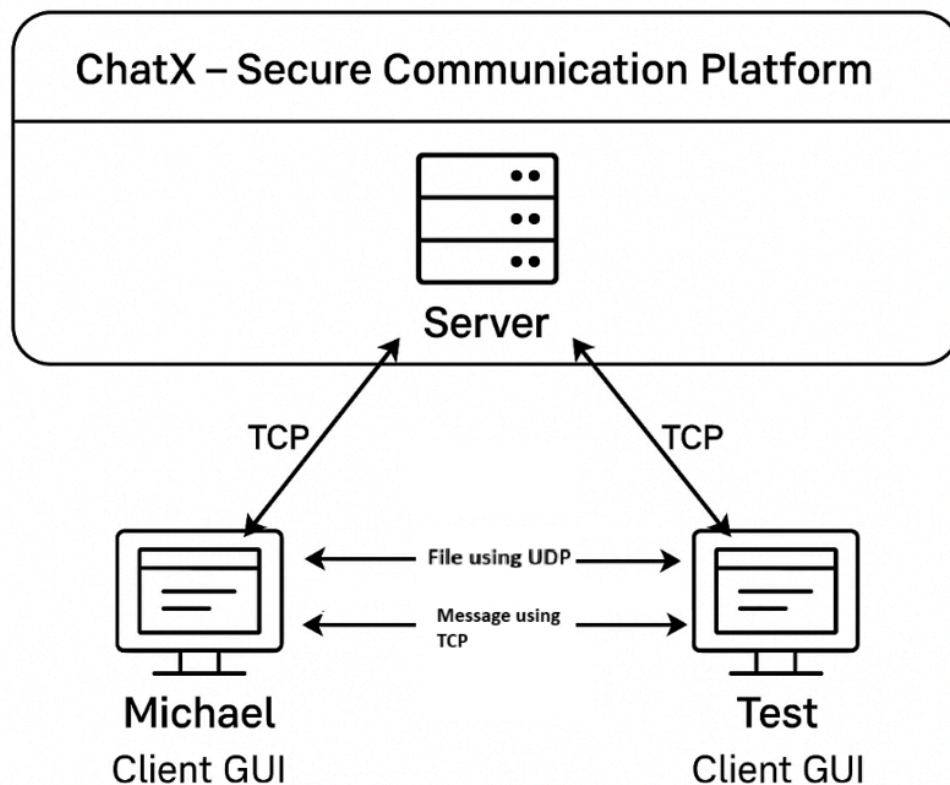 ChatX – Secure Communication Platform
Server
TCP
TCP
File using UDP
Message using
TCP
Michael
Client GUI
Test
Client GUI